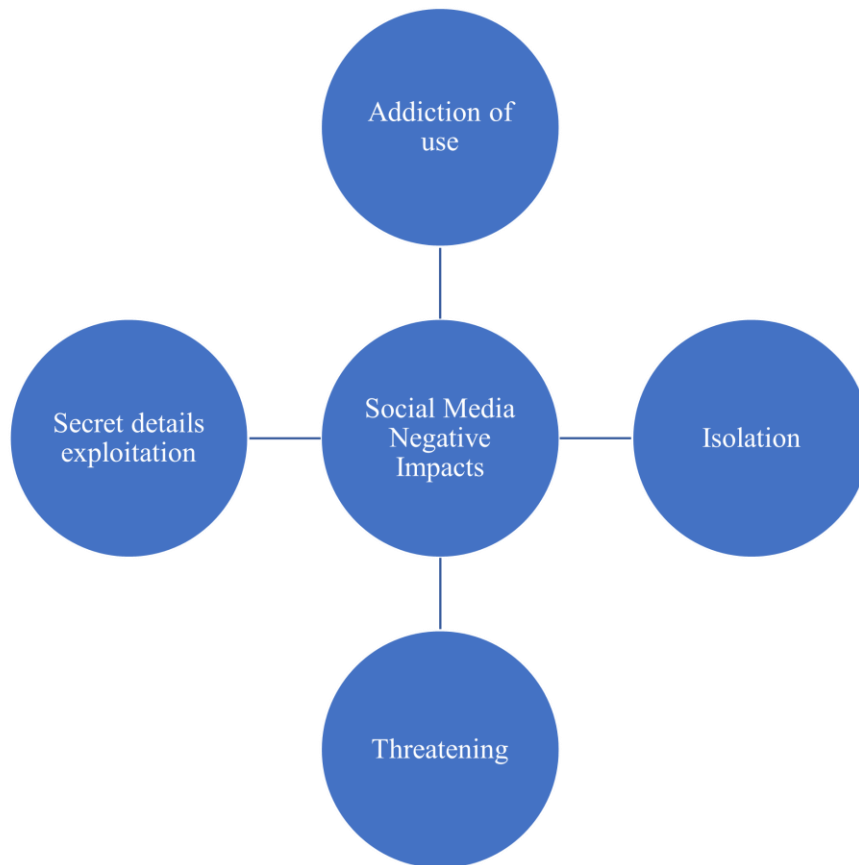 Addiction of
use
Secret details
exploitation
Social Media
Negative
Impacts
Isolation
Threatening